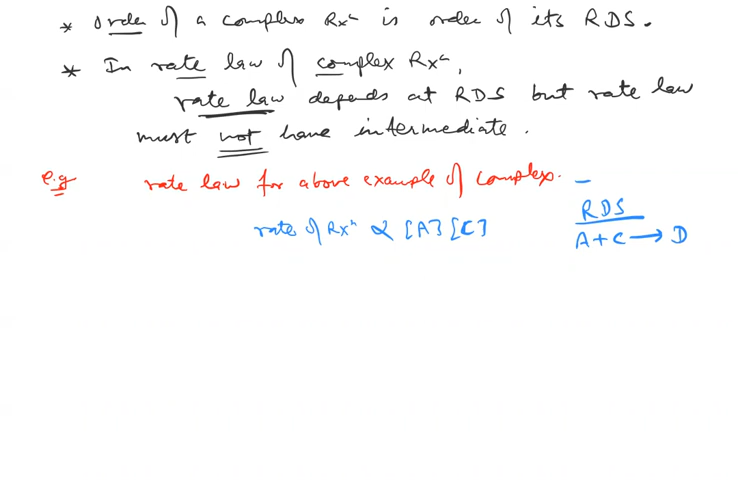 * Order of a complex Rxn is order of its RDS.
* In rate law of complex Rxn,
rate law depends at RDS but rate law
must not have intermediate.
e.g rate law for above example of complex. -
RDS
rate of Rxn ∝ [A] [C]
A + C → D